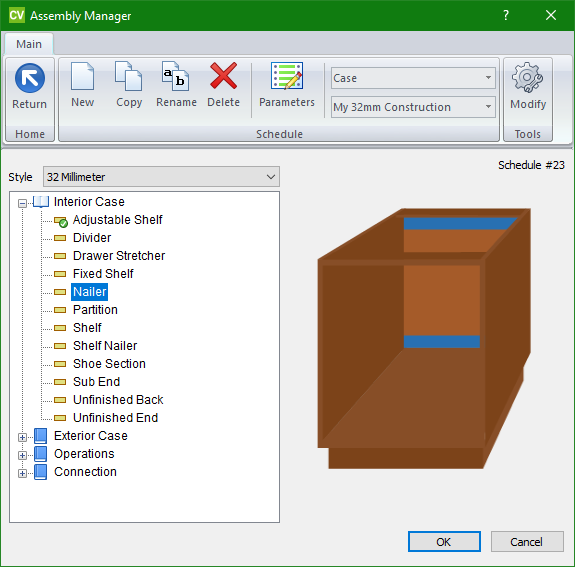 CV Assembly Manager ?
Main
Return
New
Copy
a b
Rename
Delete
Parameters
Case
My 32mm Construction
Modify
Home
Schedule
Tools
Schedule #23
Style 32 Millimeter
Interior Case
Adjustable Shelf
Divider
Drawer Stretcher
Fixed Shelf
Nailer
Partition
Shelf
Shelf Nailer
Shoe Section
Sub End
Unfinished Back
Unfinished End
Exterior Case
Operations
Connection
OK
Cancel